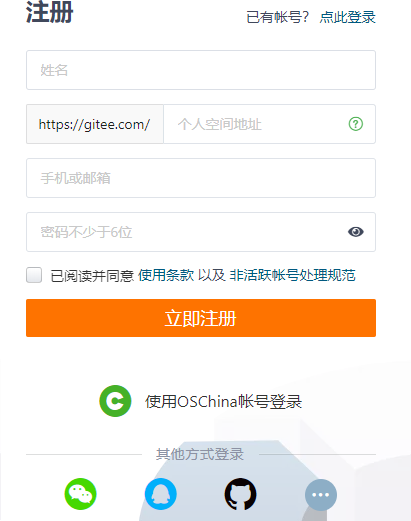 注册
已有帐号？ 点此登录
姓名
https://gitee.com/ 个人空间地址
手机或邮箱
密码不少于6位
已阅读并同意 使用条款 以及 非活跃帐号处理规范
立即注册
使用OSChina帐号登录
其他方式登录